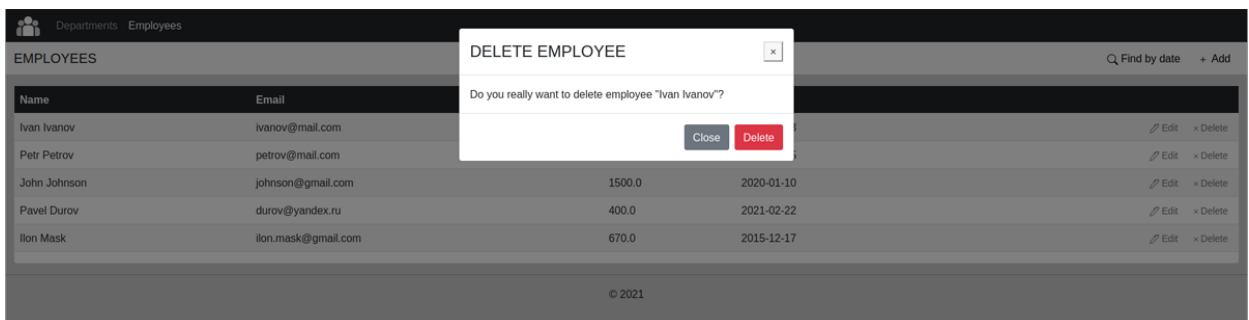 Departments Employees
DELETE EMPLOYEE ×
EMPLOYEES Find by date + Add
Do you really want to delete employee "Ivan Ivanov"?
Name Email
Ivan Ivanov ivanov@mail.com Edit × Delete
Close Delete
Petr Petrov petrov@mail.com Edit × Delete
John Johnson johnson@gmail.com 1500.0 2020-01-10 Edit × Delete
Pavel Durov durov@yandex.ru 400.0 2021-02-22 Edit × Delete
Ilon Mask ilon.mask@gmail.com 670.0 2015-12-17 Edit × Delete
© 2021